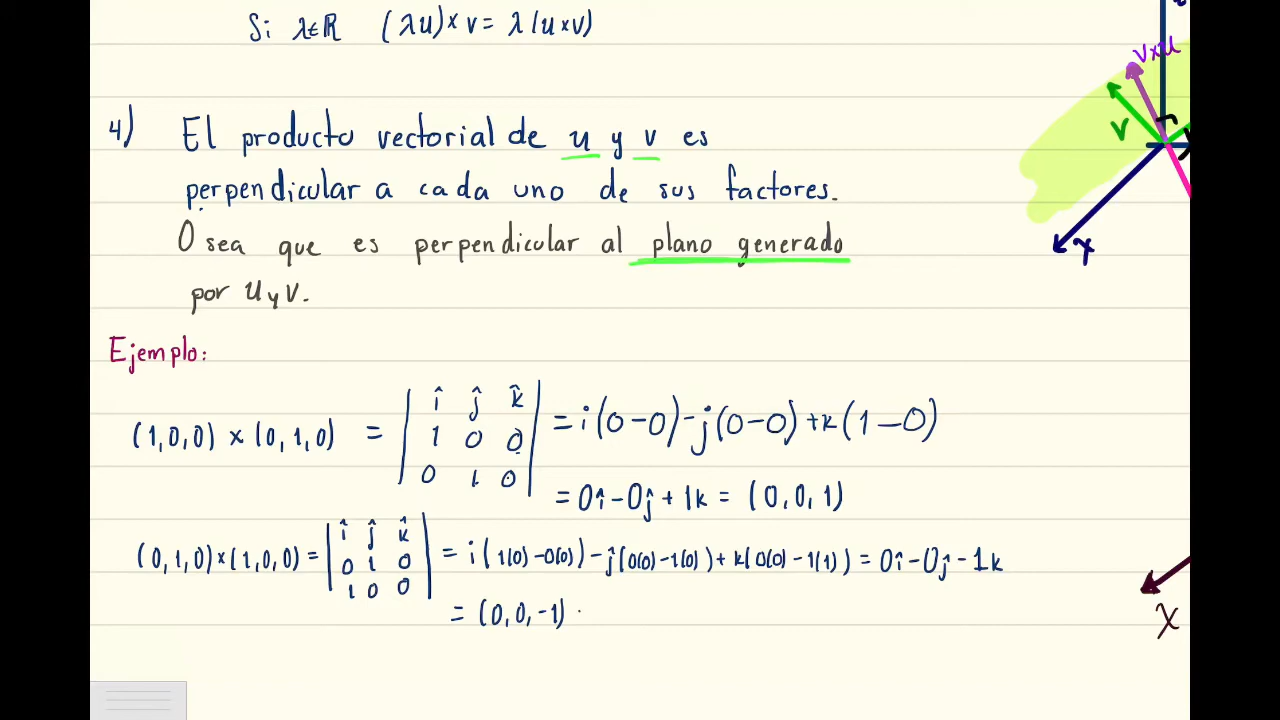 Si λ∈ℝ (λu)×v = λ(u×v)
4) El producto vectorial de u y v es
perpendicular a cada uno de sus factores.
O sea que es perpendicular al plano generado
por u y v.
Ejemplo:
(1,0,0) × (0,1,0) = | î ĵ k̂ | = i(0-0) - j(0-0) + k(1-0)
1 0 0
0 1 0
= 0î - 0ĵ + 1k = (0,0,1)
(0,1,0)×(1,0,0) = | î ĵ k̂ | = i(1(0)-0(0)) - ĵ(0(0)-1(0)) + k(0(0)-1(1)) = 0î - 0ĵ - 1k
0 1 0
1 0 0
= (0,0,-1)
v×u
v
x
X